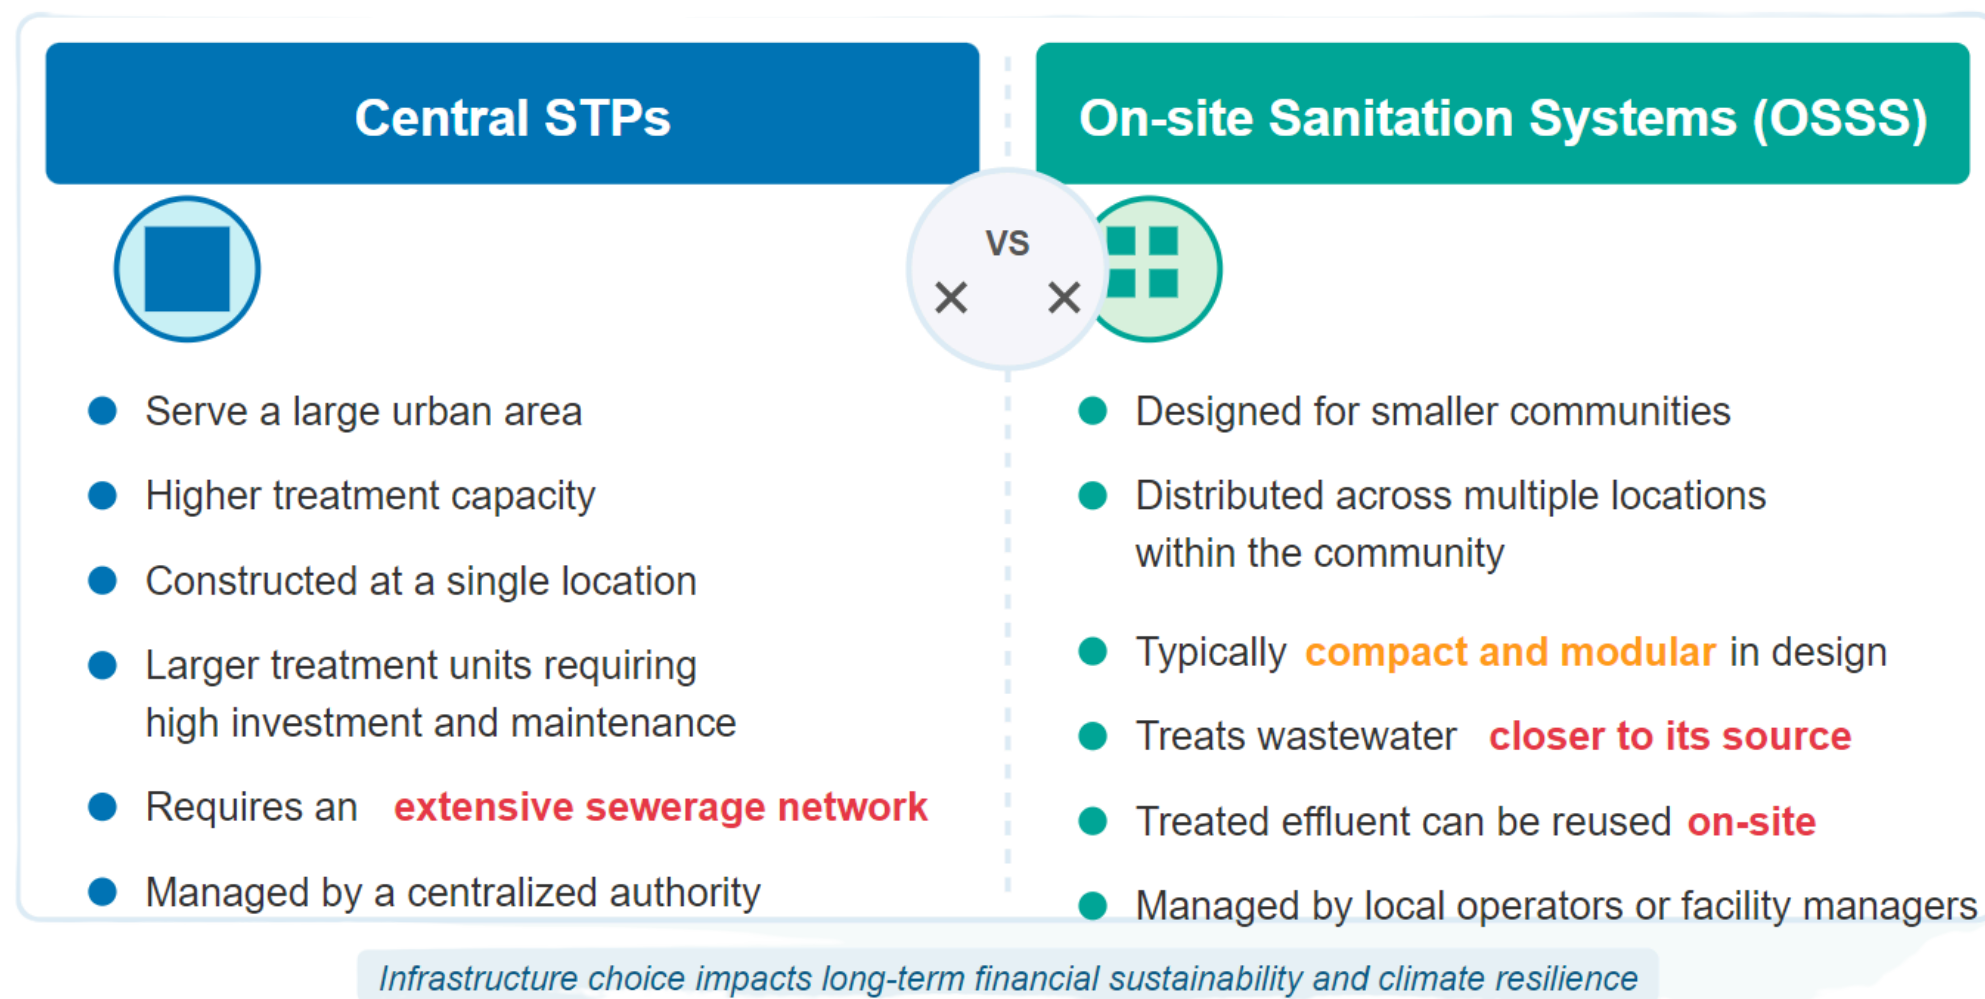 Central STPs
On-site Sanitation Systems (OSSS)
VS
Serve a large urban area
Higher treatment capacity
Constructed at a single location
Larger treatment units requiring
high investment and maintenance
Requires an extensive sewerage network
Managed by a centralized authority
Designed for smaller communities
Distributed across multiple locations
within the community
Typically compact and modular in design
Treats wastewater closer to its source
Treated effluent can be reused on-site
Managed by local operators or facility managers
Infrastructure choice impacts long-term financial sustainability and climate resilience